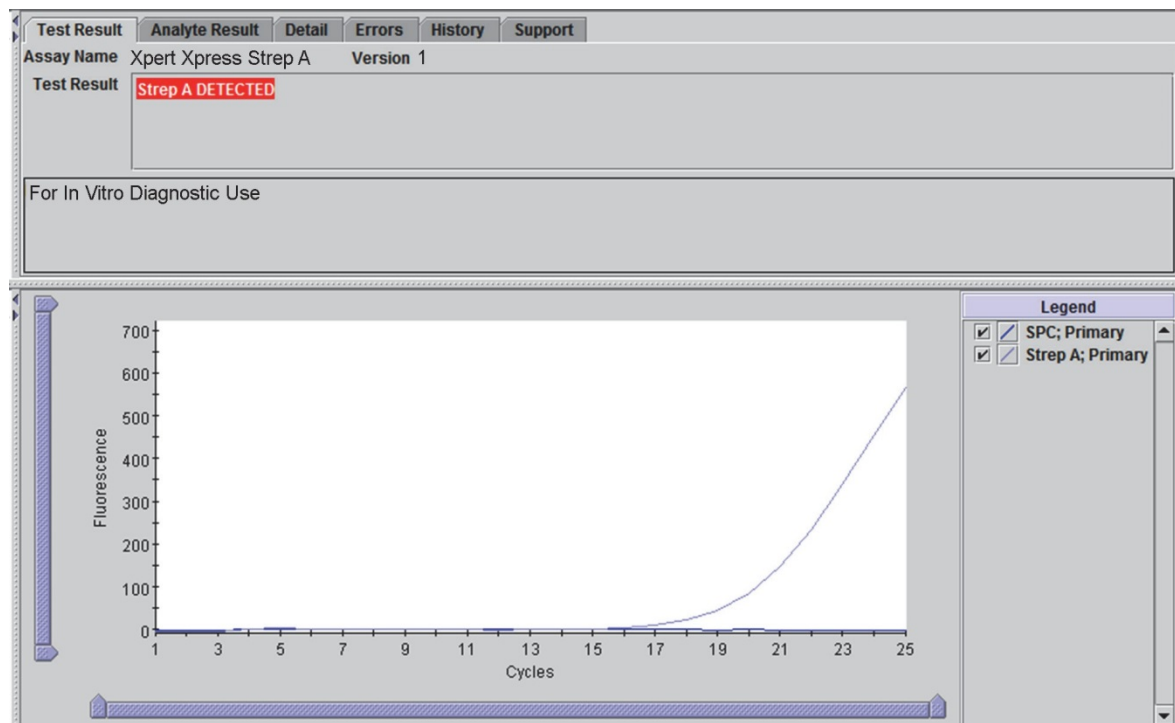 Test Result Analyte Result Detail Errors History Support
Assay Name Xpert Xpress Strep A Version 1
Test Result Strep A DETECTED
For In Vitro Diagnostic Use
Legend
SPC; Primary
Strep A; Primary
700
600
500
400
300
200
100
0
Fluorescence
1 3 5 7 9 11 13 15 17 19 21 23 25
Cycles